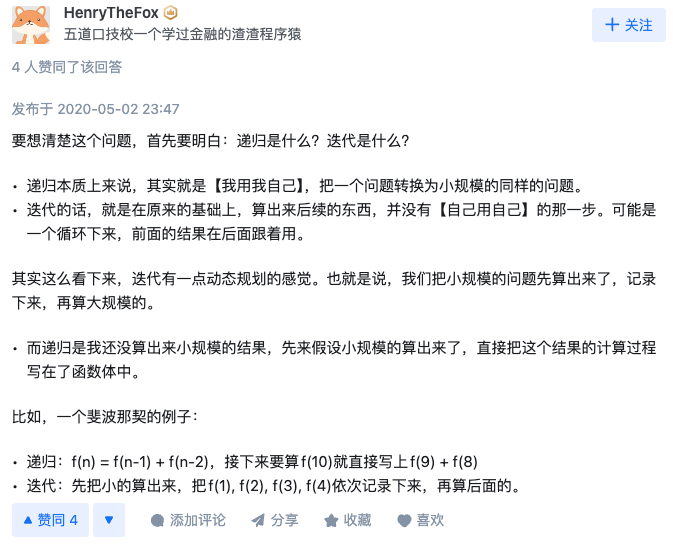 HenryTheFox
五道口技校一个学过金融的渣渣程序猿
+ 关注
4 人赞同了该回答
发布于 2020-05-02 23:47
要想清楚这个问题，首先要明白：递归是什么？迭代是什么？
• 递归本质上来说，其实就是【我用我自己】，把一个问题转换为小规模的同样的问题。
• 迭代的话，就是在原来的基础上，算出来后续的东西，并没有【自己用自己】的那一步。可能是
一个循环下来，前面的结果在后面跟着用。
其实这么看下来，迭代有一点动态规划的感觉。也就是说，我们把小规模的问题先算出来了，记录
下来，再算大规模的。
• 而递归是我还没算出来小规模的结果，先来假设小规模的算出来了，直接把这个结果的计算过程
写在了函数体中。
比如，一个斐波那契的例子：
• 递归：f(n) = f(n-1) + f(n-2)，接下来要算f(10)就直接写上f(9) + f(8)
• 迭代：先把小的算出来，把f(1), f(2), f(3), f(4)依次记录下来，再算后面的。
▲ 赞同 4 ▼ 添加评论 分享 收藏 喜欢